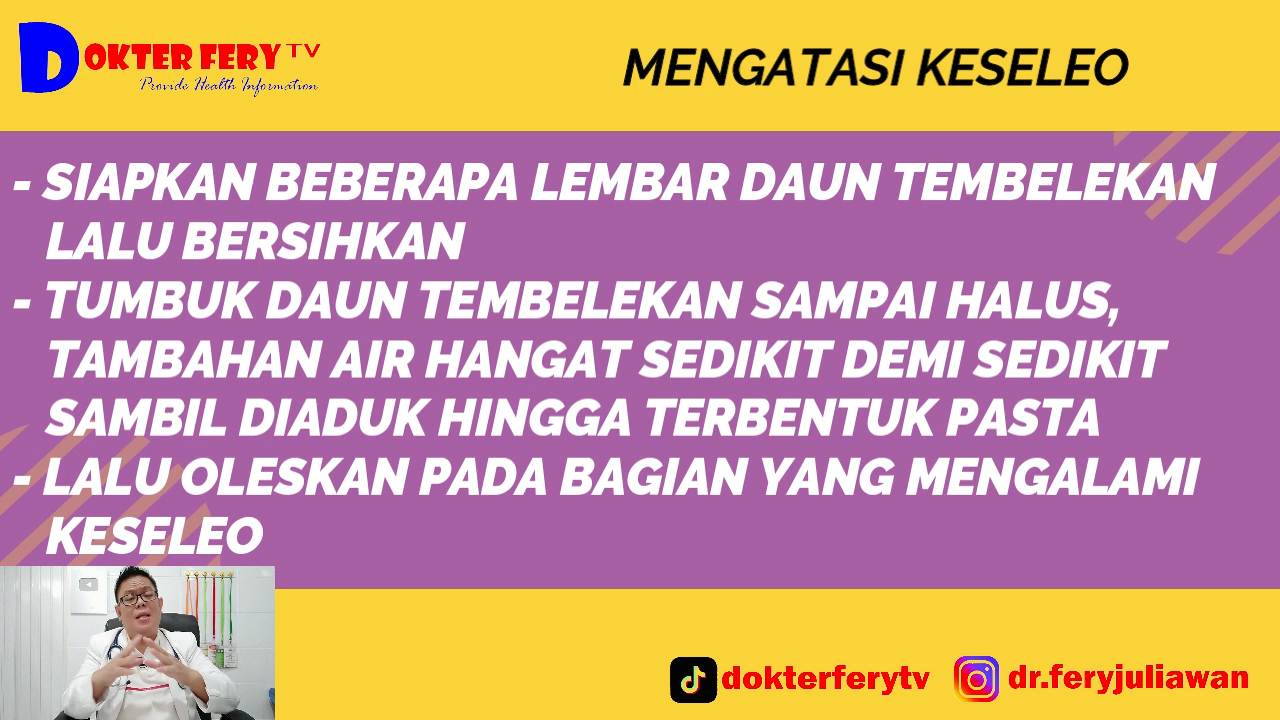 DOKTER FERY TV
Provide Health Information
MENGATASI KESELEO
- SIAPKAN BEBERAPA LEMBAR DAUN TEMBELEKAN
LALU BERSIHKAN
- TUMBUK DAUN TEMBELEKAN SAMPAI HALUS,
TAMBAHAN AIR HANGAT SEDIKIT DEMI SEDIKIT
SAMBIL DIADUK HINGGA TERBENTUK PASTA
- LALU OLESKAN PADA BAGIAN YANG MENGALAMI
KESELEO
dokterferytv
dr.feryjuliawan